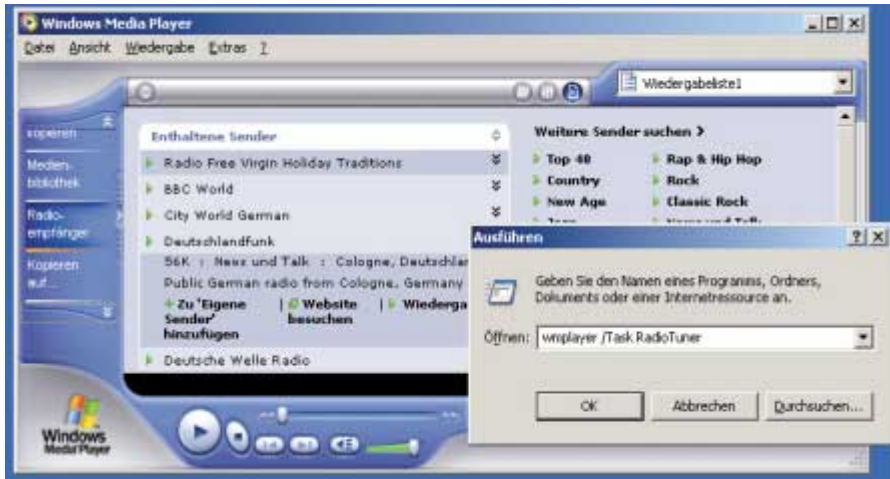 Windows Media Player
Datei Ansicht Wiedergabe Extras ?
Wiedergabeliste1
kopieren
Medien-
bibliothek
Radio-
empfänger
Kopieren
auf...
Enthaltene Sender
Radio Free Virgin Holiday Traditions
BBC World
City World German
Deutschlandfunk
56K : News und Talk : Cologne, Deutschlan
Public German radio from Cologne, Germany
Zu 'Eigene
Sender'
hinzufügen
| Website
besuchen
| Wiederga
Deutsche Welle Radio
Weitere Sender suchen
Top 40
Rap & Hip Hop
Country
Rock
New Age
Classic Rock
Ausführen
Geben Sie den Namen eines Programms, Ordners,
Dokuments oder einer Internetressource an.
Öffnen: wmplayer /Task RadioTuner
OK Abbrechen Durchsuchen...
Windows
Media Player